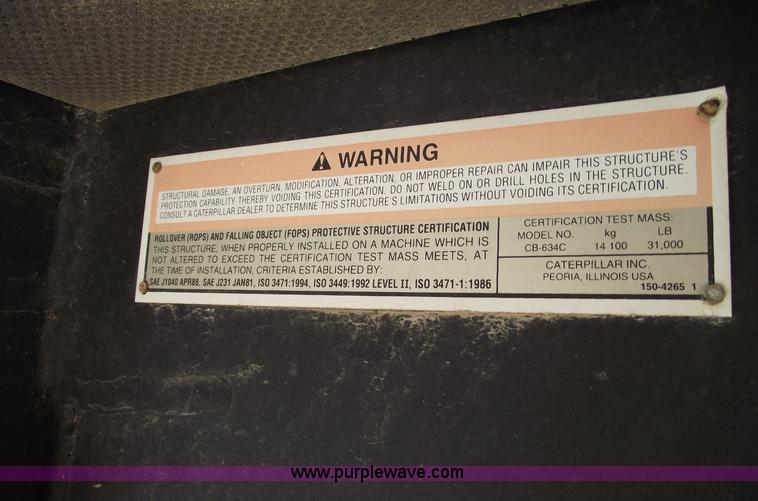 WARNING
STRUCTURAL DAMAGE, AN OVERTURN, MODIFICATION, ALTERATION, OR IMPROPER REPAIR CAN IMPAIR THIS STRUCTURE'S
PROTECTION CAPABILITY THEREBY VOIDING THIS CERTIFICATION. DO NOT WELD ON OR DRILL HOLES IN THE STRUCTURE.
CONSULT A CATERPILLAR DEALER TO DETERMINE THIS STRUCTURE'S LIMITATIONS WITHOUT VOIDING ITS CERTIFICATION.
ROLLOVER (ROPS) AND FALLING OBJECT (FOPS) PROTECTIVE STRUCTURE CERTIFICATION
THIS STRUCTURE, WHEN PROPERLY INSTALLED ON A MACHINE WHICH IS
NOT ALTERED TO EXCEED THE CERTIFICATION TEST MASS MEETS, AT
THE TIME OF INSTALLATION, CRITERIA ESTABLISHED BY:
SAE J1040 APR88, SAE J231 JAN81, ISO 3471:1994, ISO 3449:1992 LEVEL II, ISO 3471-1:1986
CERTIFICATION TEST MASS:
MODEL NO. kg LB
CB-634C 14 100 31,000
CATERPILLAR INC.
PEORIA, ILLINOIS USA
150-4265 1
www.purplewave.com